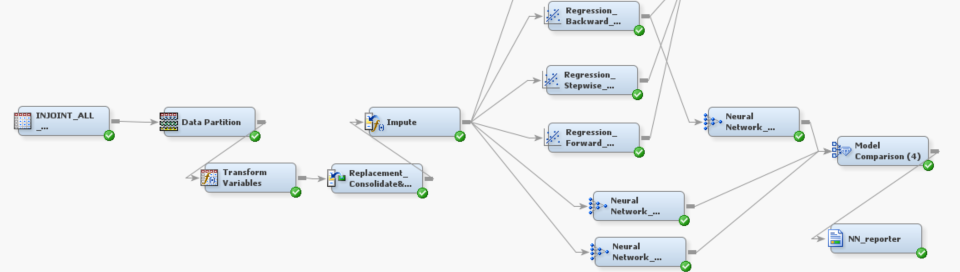 Regression_
Backward_...
Regression_
Stepwise_...
INJOINT_ALL
_...
Data Partition
Impute
Neural
Network_...
Regression_
Forward_...
Model
Comparison (4)
Transform
Variables
Replacement_
Consolidate&...
Neural
Network_...
NN_reporter
Neural
Network_...